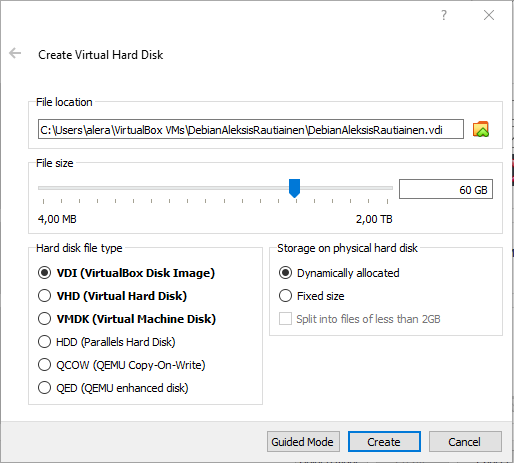 Create Virtual Hard Disk
File location
C:\Users\alera\VirtualBox VMs\DebianAleksisRautiainen\DebianAleksisRautiainen.vdi
File size
60 GB
4,00 MB
2,00 TB
Hard disk file type
VDI (VirtualBox Disk Image)
VHD (Virtual Hard Disk)
VMDK (Virtual Machine Disk)
HDD (Parallels Hard Disk)
QCOW (QEMU Copy-On-Write)
QED (QEMU enhanced disk)
Storage on physical hard disk
Dynamically allocated
Fixed size
Split into files of less than 2GB
Guided Mode
Create
Cancel